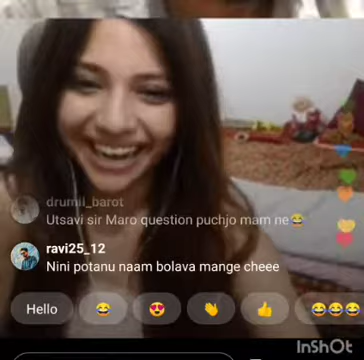 drumil_barot
Utsavi sir Maro question puchjo mam ne😂
ravi25_12
Nini potanu naam bolava mange cheee
Hello
InShOt